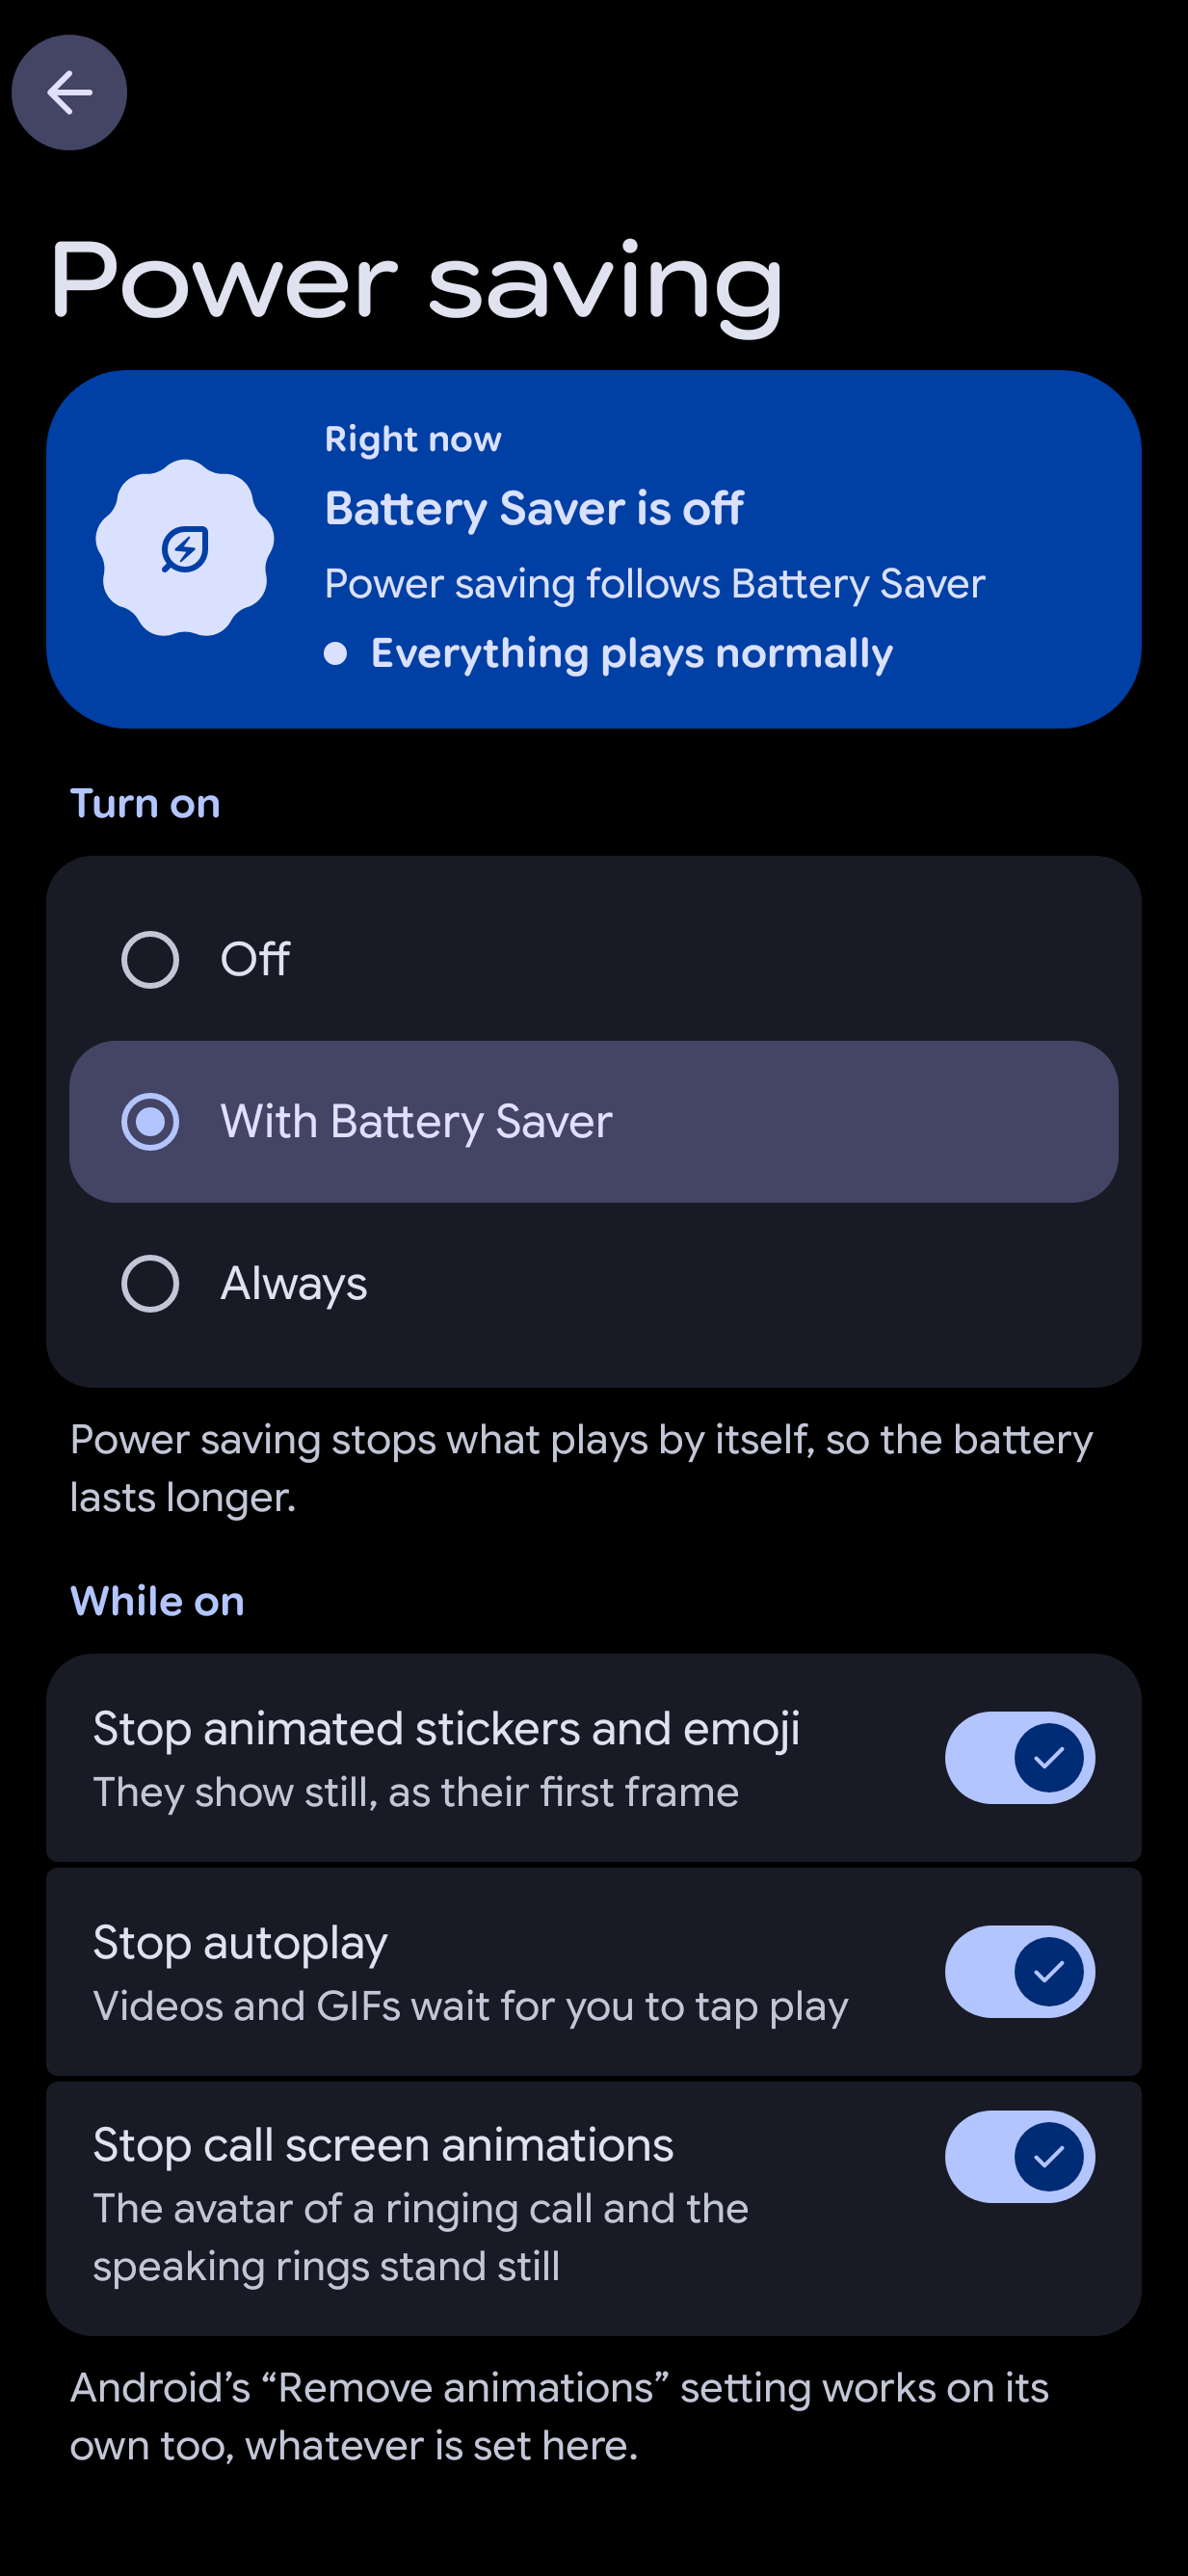 Power saving
Right now
Battery Saver is off
Power saving follows Battery Saver
Everything plays normally
Turn on
Off
With Battery Saver
Always
Power saving stops what plays by itself, so the battery
lasts longer.
While on
Stop animated stickers and emoji
They show still, as their first frame
Stop autoplay
Videos and GIFs wait for you to tap play
Stop call screen animations
The avatar of a ringing call and the
speaking rings stand still
Android’s “Remove animations” setting works on its
own too, whatever is set here.